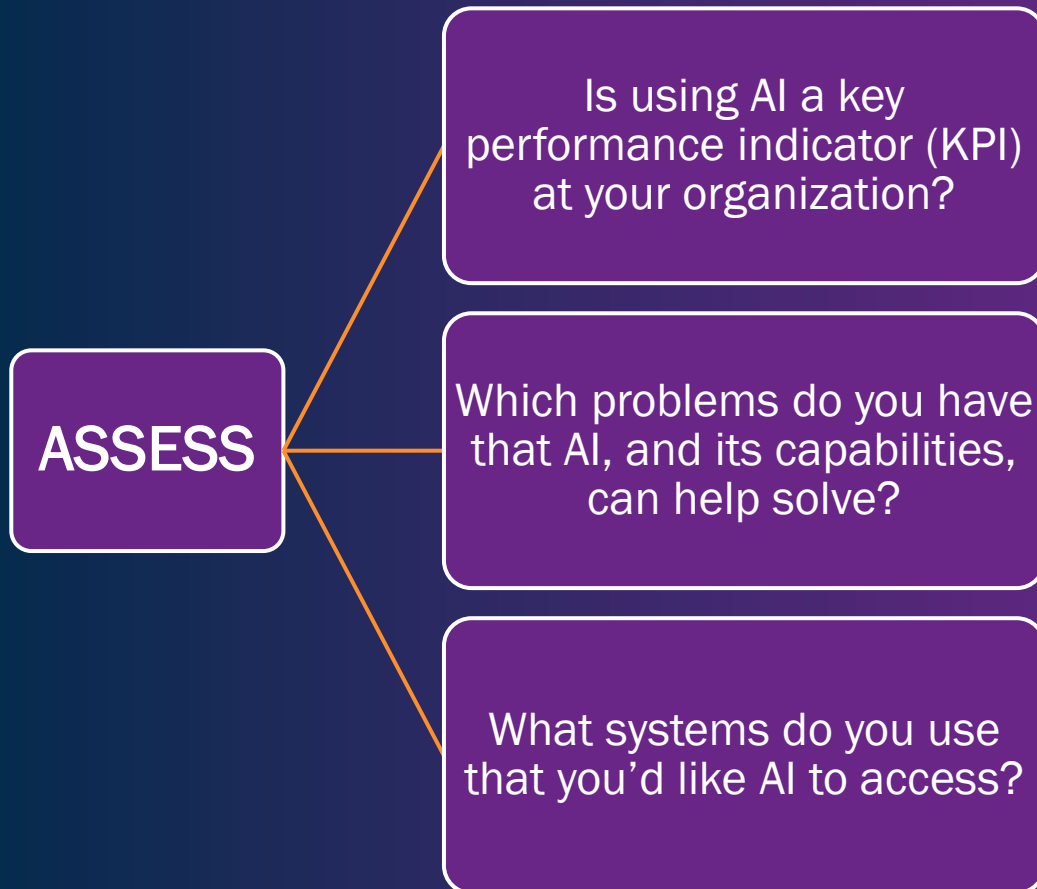 ASSESS
Is using AI a key
performance indicator (KPI)
at your organization?
Which problems do you have
that AI, and its capabilities,
can help solve?
What systems do you use
that you’d like AI to access?